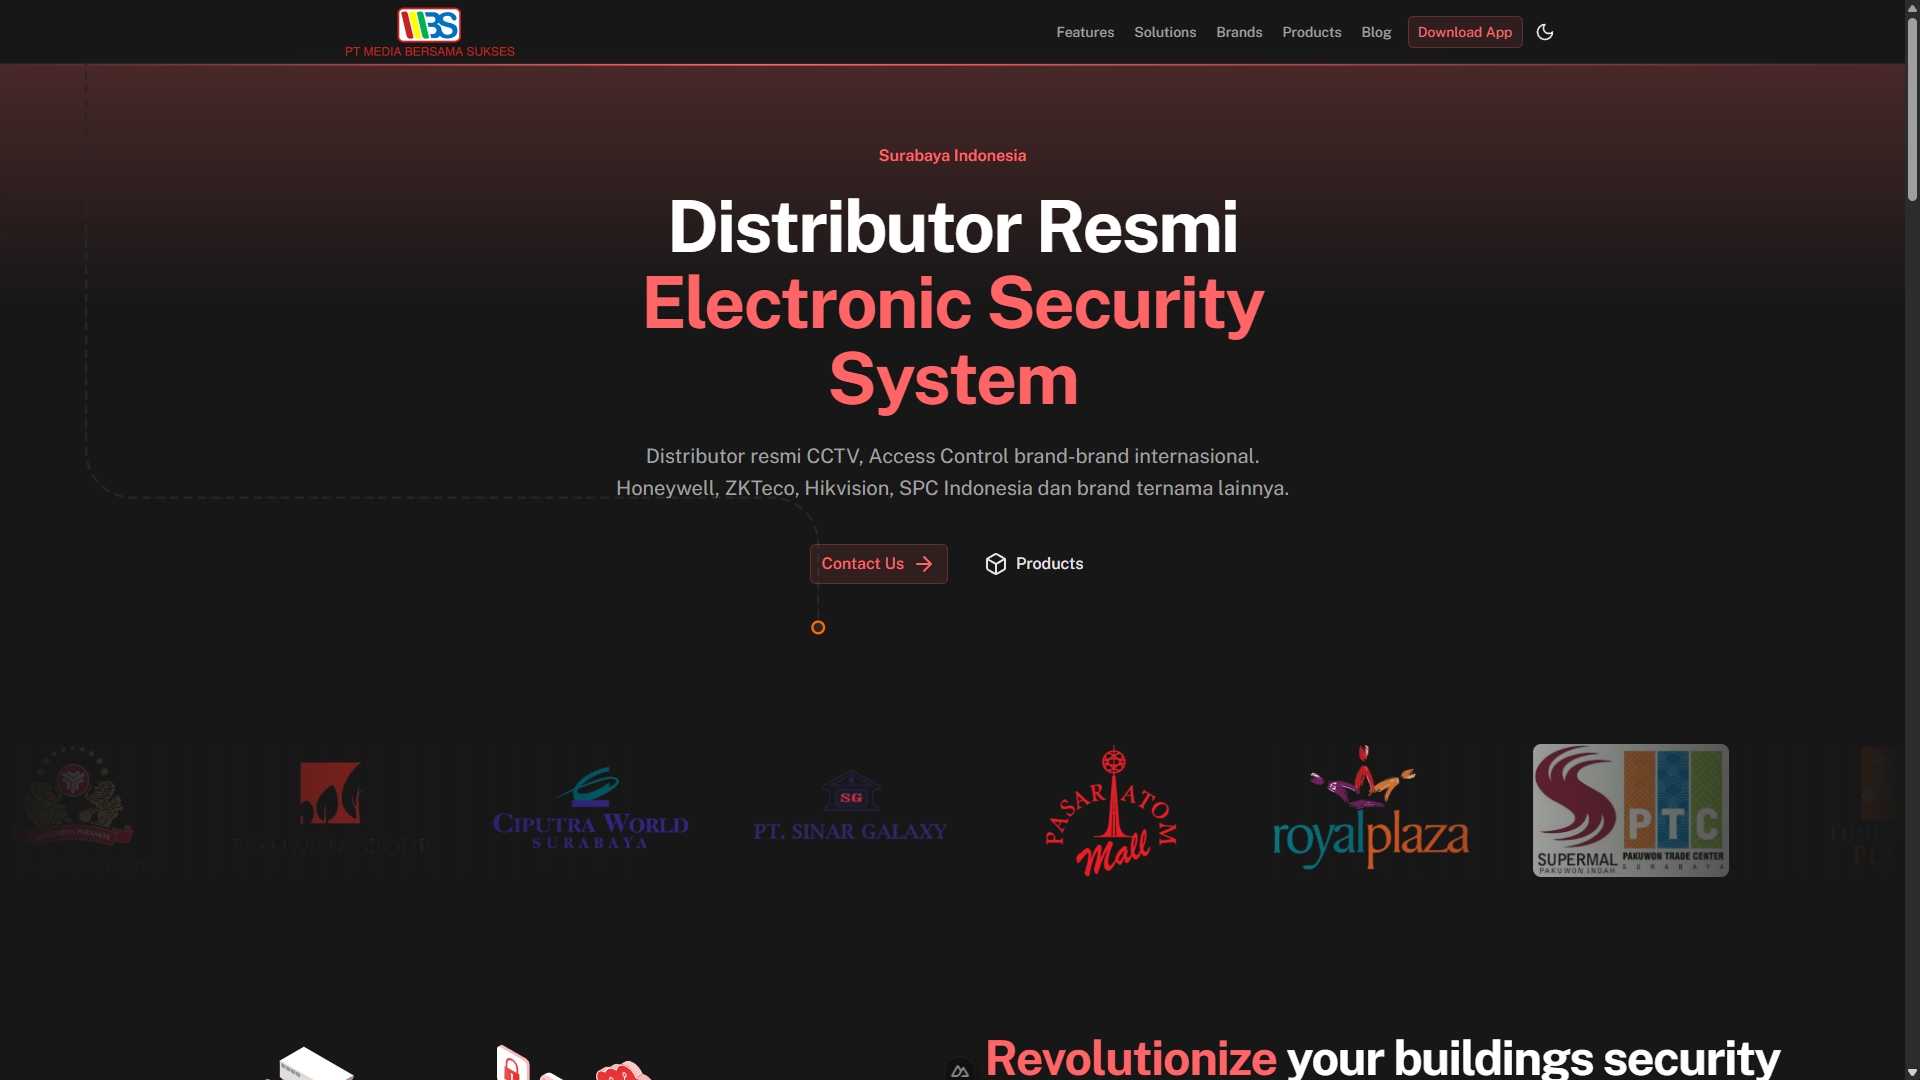 MBS
PT MEDIA BERSAMA SUKSES
Features
Solutions
Brands
Products
Blog
Download App
Surabaya Indonesia
Distributor Resmi
Electronic Security
System
Distributor resmi CCTV, Access Control brand-brand internasional.
Honeywell, ZKTeco, Hikvision, SPC Indonesia dan brand ternama lainnya.
Contact Us
Products
PAKUWON GROUP
CIPUTRA WORLD
SURABAYA
SG
PT. SINAR GALAXY
PASAR ATOM
Mall
royalplaza
PTC
SUPERMAL
PAKUWON INDAH
PAKUWON TRADE CENTER
SURABAYA
Revolutionize your buildings security